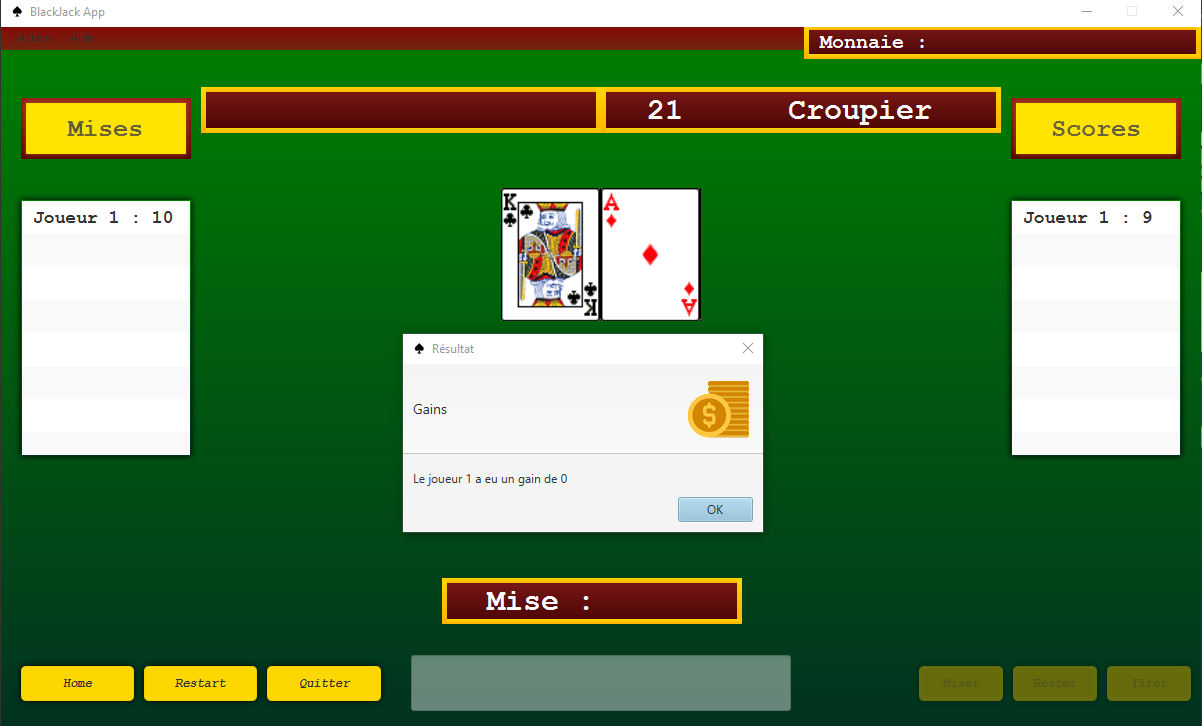 BlackJack App
Monnaie :
21 Croupier
Mises
Scores
Joueur 1 : 10
Joueur 1 : 9
K
A
K
A
Résultat
Gains
$
Le joueur 1 a eu un gain de 0
OK
Mise :
Home
Restart
Quitter
Miser
Rester
Tirer